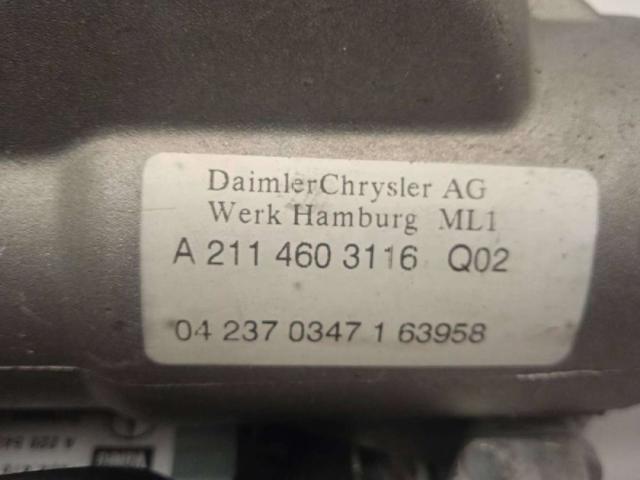 DaimlerChrysler AG
Werk Hamburg ML1
A 211 460 3116 Q02
04 237 0347 1 63958